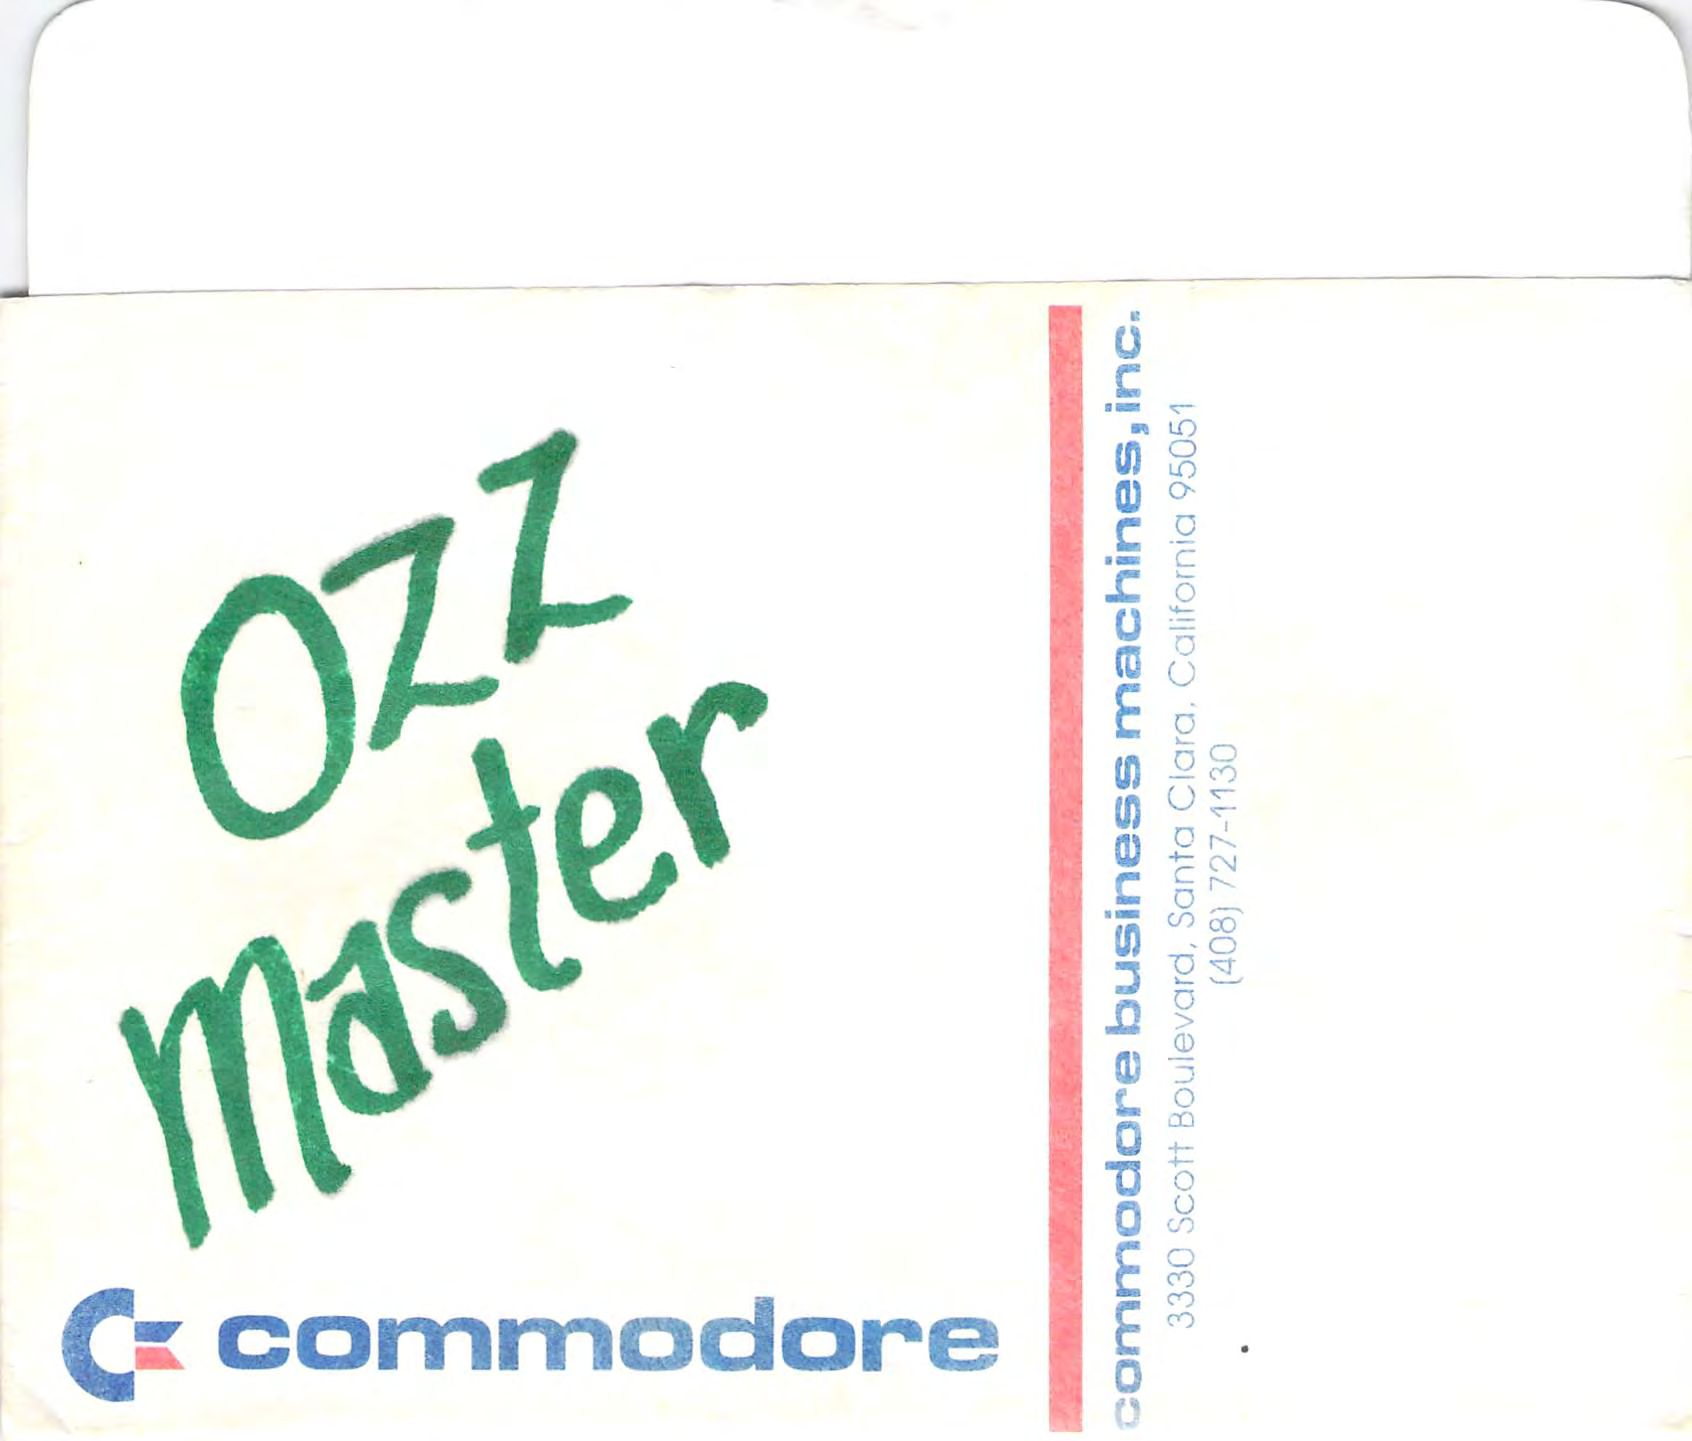 Ozz
Master
commodore
commodore business machines, inc.
3330 Scott Boulevard, Santa Clara, California 95051
(408) 727-1130